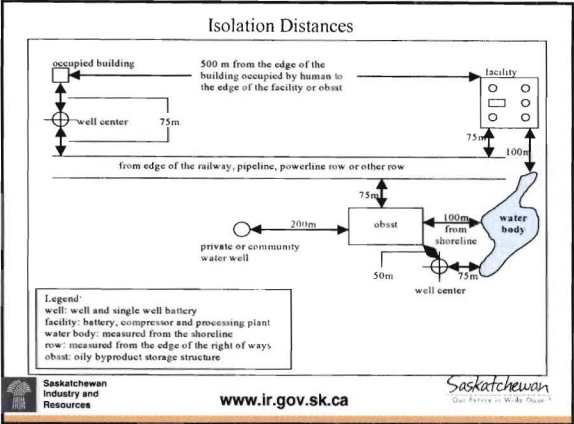 Isolation Distances
occupied building
500 m from the edge of the
building occupied by human to
the edge of the facility or obsst
facility
well center
75m
75m
100m
from edge of the railway, pipeline, powerline row or other row
75m
200m
obsst
100m
from
shoreline
water
body
private or community
water well
50m
75m
well center
Legend:
well: well and single well battery
facility: battery, compressor and processing plant
water body: measured from the shoreline
row: measured from the edge of the right of ways
obsst: oily byproduct storage structure
Saskatchewan
Industry and
Resources
www.ir.gov.sk.ca
Saskatchewan
Our Future is Wide Open